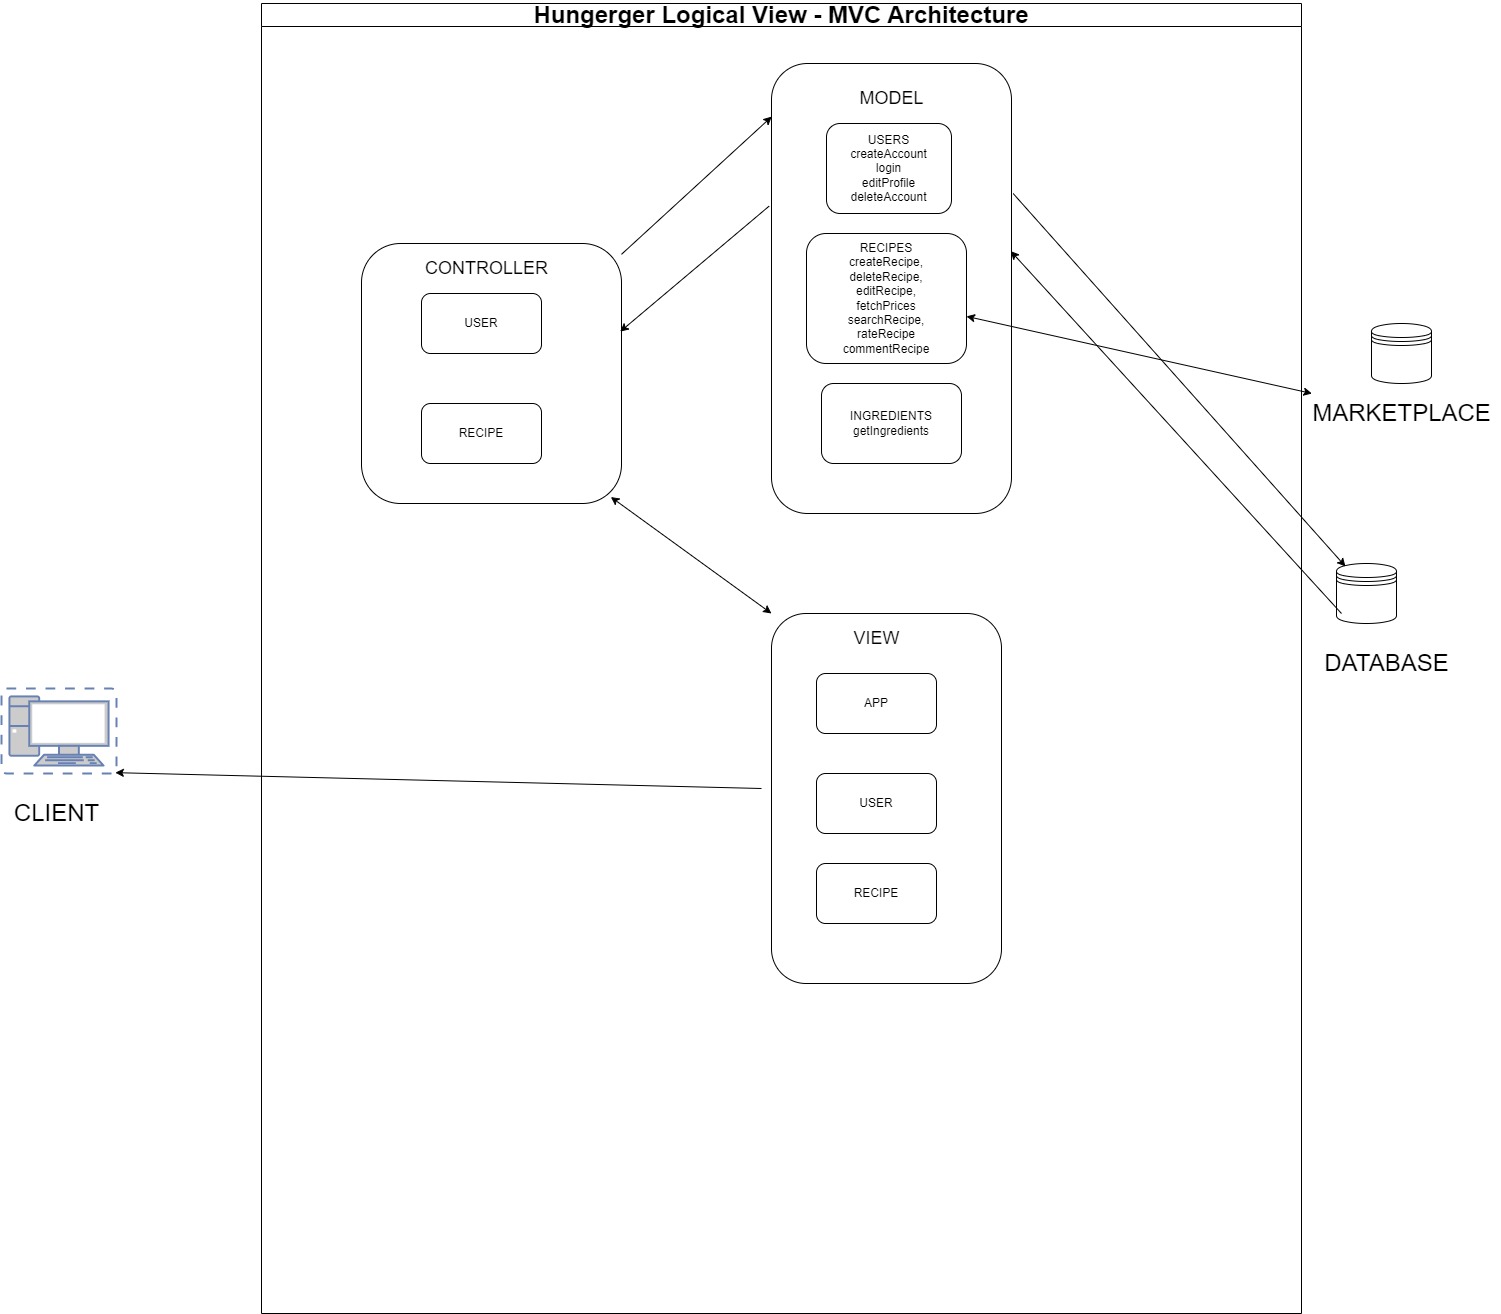 Hungerger Logical View - MVC Architecture
MODEL
USERS
createAccount
login
editProfile
deleteAccount
RECIPES
createRecipe,
deleteRecipe,
editRecipe,
fetchPrices
searchRecipe,
rateRecipe
commentRecipe
INGREDIENTS
getIngredients
CONTROLLER
USER
RECIPE
MARKETPLACE
DATABASE
VIEW
APP
USER
RECIPE
CLIENT